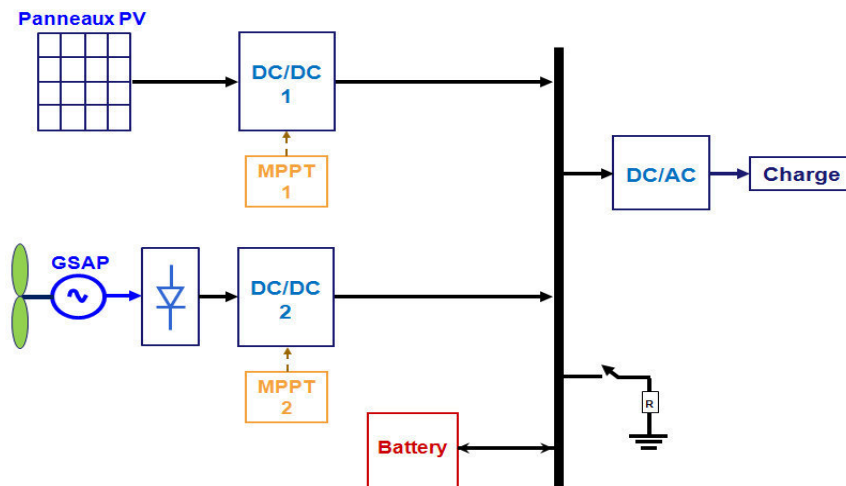 Panneaux PV
DC/DC
1
MPPT
1
DC/AC
Charge
GSAP
DC/DC
2
MPPT
2
R
Battery